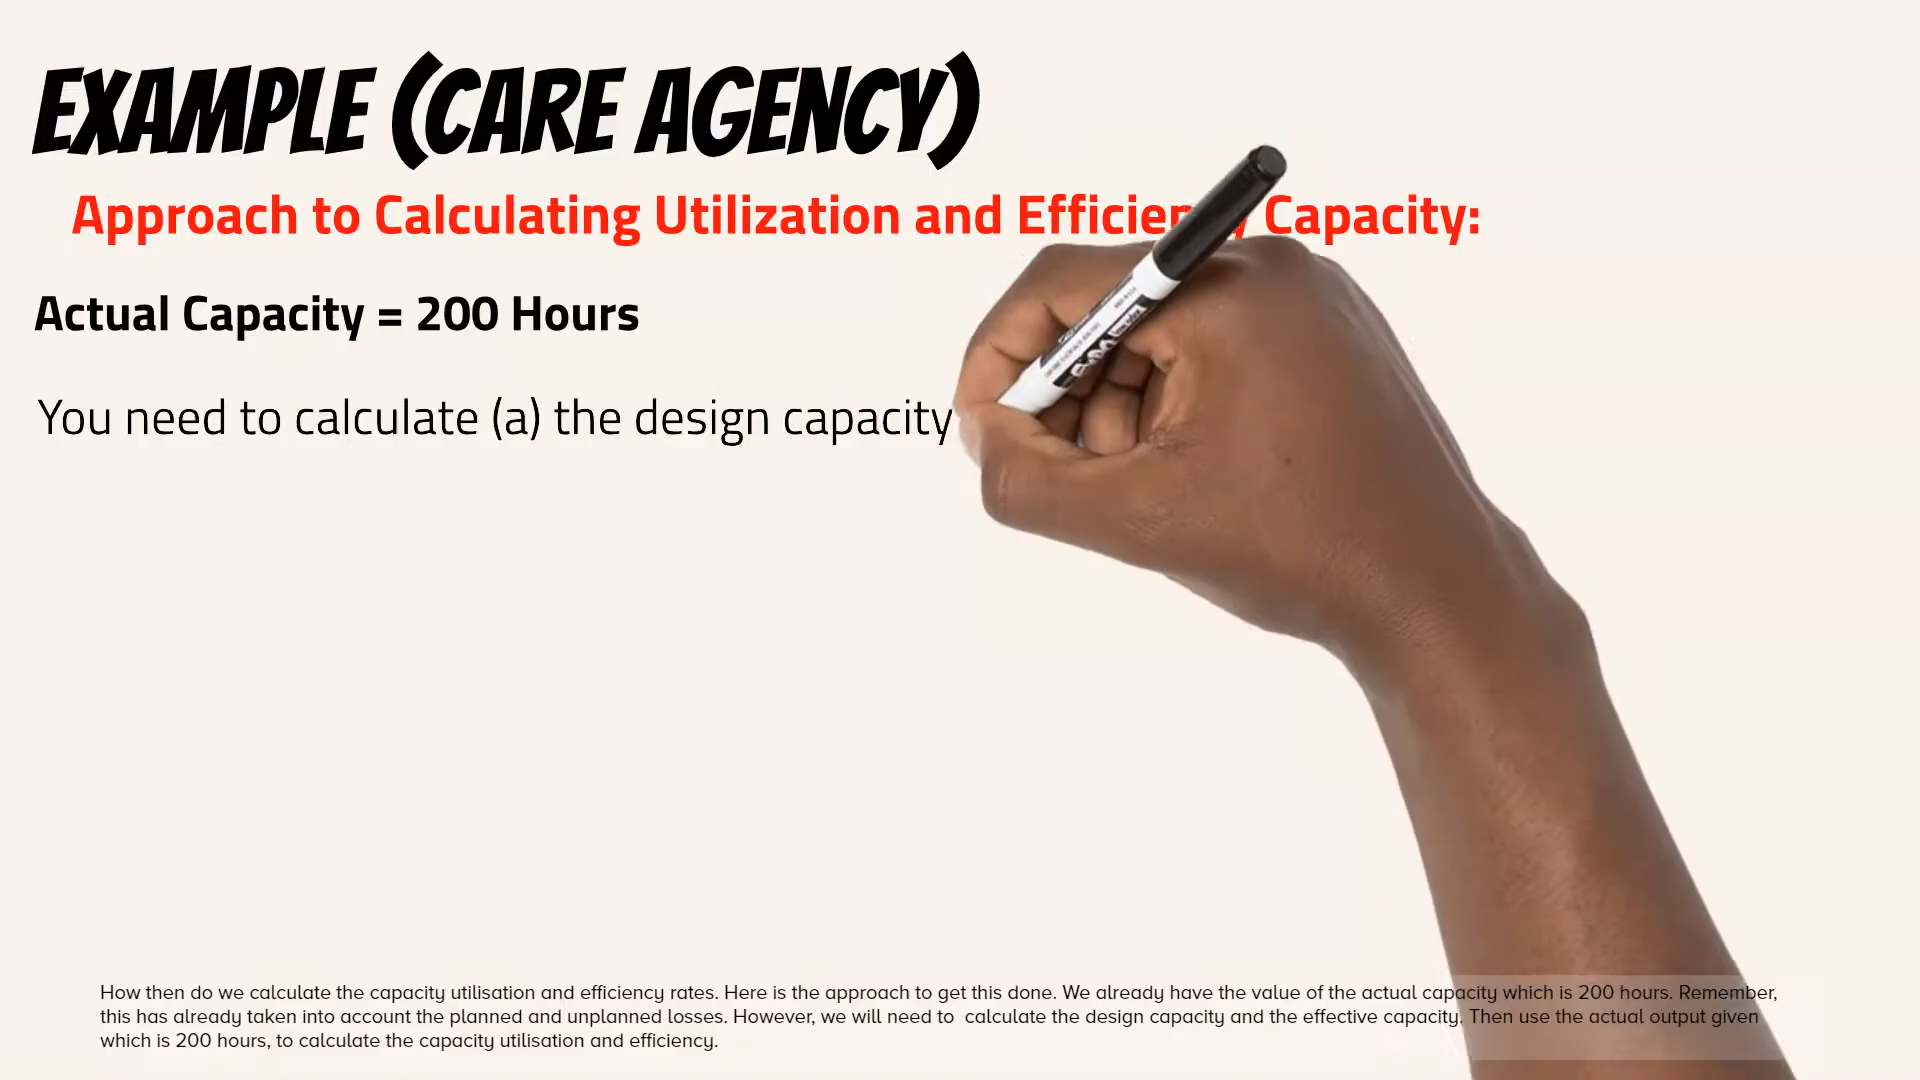 EXAMPLE (CARE AGENCY)
Approach to Calculating Utilization and Capacity:
Actual Capacity = 200 Hours
You need to calculate (a) the design capacity
EXPO
How then do we calculate the capacity utilisation and efficiency rates. Here is the approach to get this done. We already have the value of the actual capacity which is 200 hours. Remember,
this has already taken into account the planned and unplanned losses. However, we will need to calculate the design capacity and the effective capacity. Then use the actual output given
which is 200 hours, to calculate the capacity utilisation and efficiency.